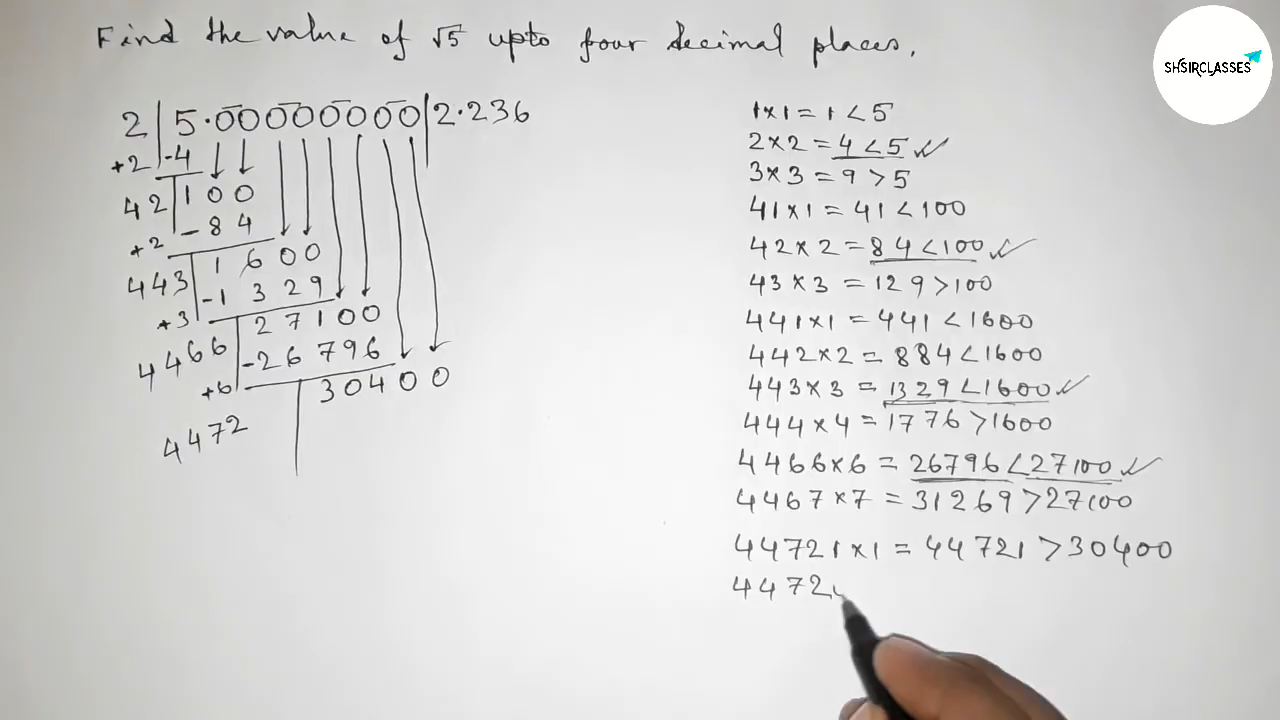 Find the value of √5 upto four decimal places.
SHSIRCLASSES
2 | 5.00000000 | 2.236
+2 | -4
42 | 100
+2 - 84
443 | 1600
+3 | -1329
4466 | 27100
+6 | -26796
4472 | 30400
1×1 = 1 < 5
2×2 = 4 < 5 ✓
3×3 = 9 > 5
41×1 = 41 < 100
42×2 = 84 < 100 ✓
43×3 = 129 > 100
441×1 = 441 < 1600
442×2 = 884 < 1600
443×3 = 1329 < 1600 ✓
444×4 = 1776 > 1600
4466×6 = 26796 < 27100 ✓
4467×7 = 31269 > 27100
44721×1 = 44721 > 30400
4472